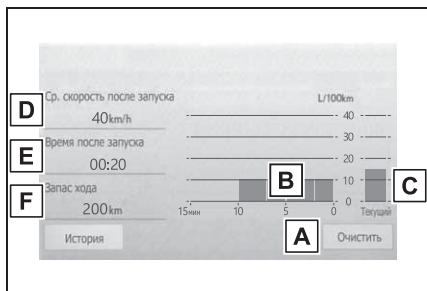 Ср. скорость после запуска
L/100km
D
40km/h
40
Время после запуска
30
E
00:20
20
B
C
Запас хода
10
F
200km
0
15мин 10 5 0 Текущий
История
A
Очистить